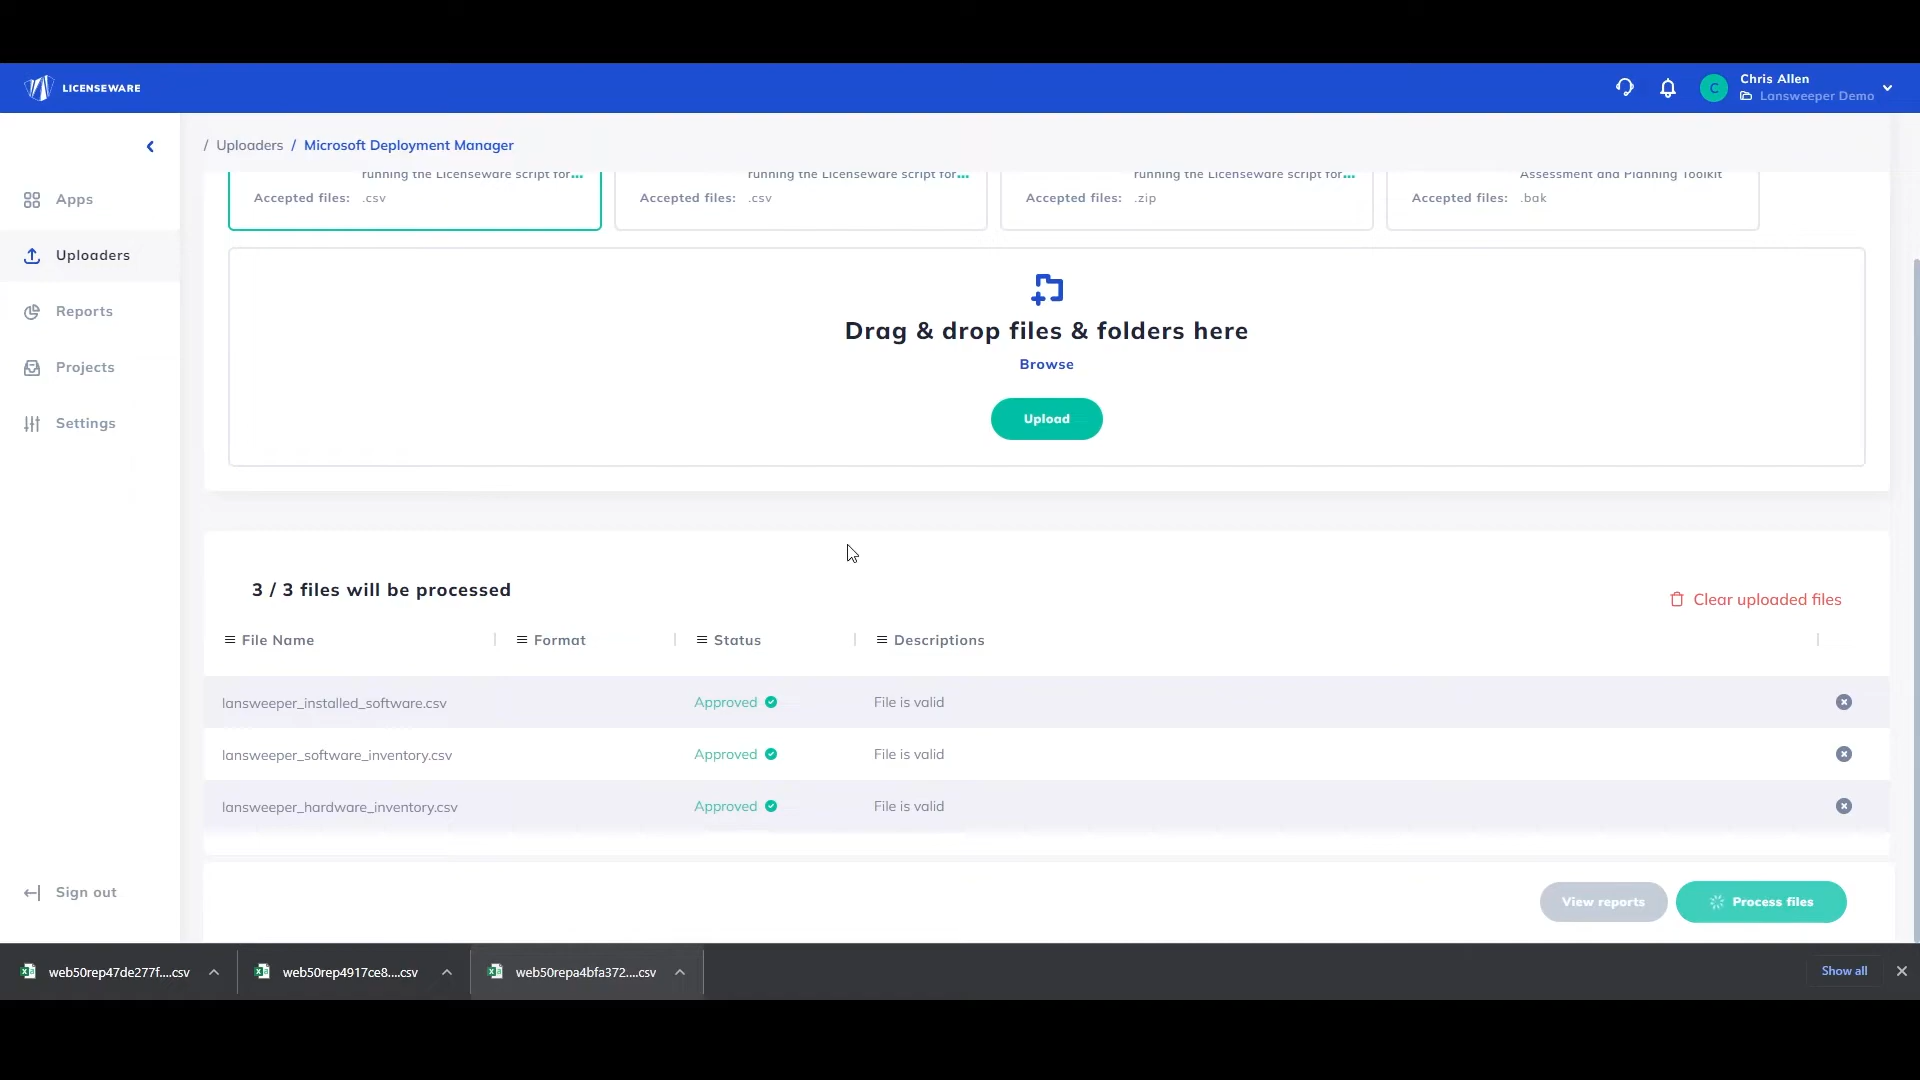 LICENSEWARE
Chris Allen
Lansweeper Demo
C
/ Uploaders / Microsoft Deployment Manager
Apps
Uploaders
Reports
Projects
Settings
Sign out
running the Licenseware script for...
Accepted files: .csv
running the Licenseware script for...
Accepted files: .csv
running the Licenseware script for...
Accepted files: .zip
Assessment and Planning Toolkit
Accepted files: .bak
Drag & drop files & folders here
Browse
Upload
3 / 3 files will be processed
Clear uploaded files
File Name Format Status Descriptions
lansweeper_installed_software.csv Approved File is valid
lansweeper_software_inventory.csv Approved File is valid
lansweeper_hardware_inventory.csv Approved File is valid
View reports Process files
web50rep47de277f....csv web50rep4917ce8....csv web50repa4bfa372....csv Show all